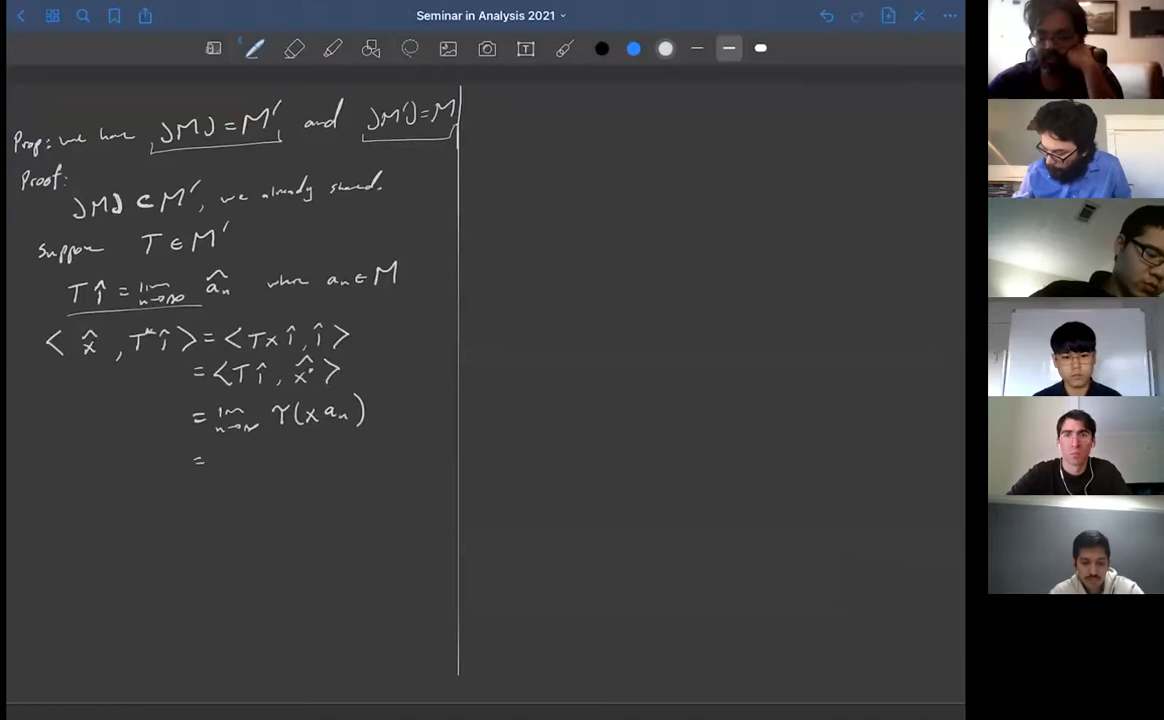 Seminar in Analysis 2021
Prop: we have JMJ = M' and JM'J = M
Proof:
JMJ ⊂ M', we already showed.
Suppose T ∈ M'
T1̂ = lim_{n→∞} â_n where a_n ∈ M
⟨ x̂ , T*1̂ ⟩ = ⟨ T x 1̂ , 1̂ ⟩
= ⟨ T1̂ , x̂* ⟩
= lim_{n→∞} τ(x a_n)
=